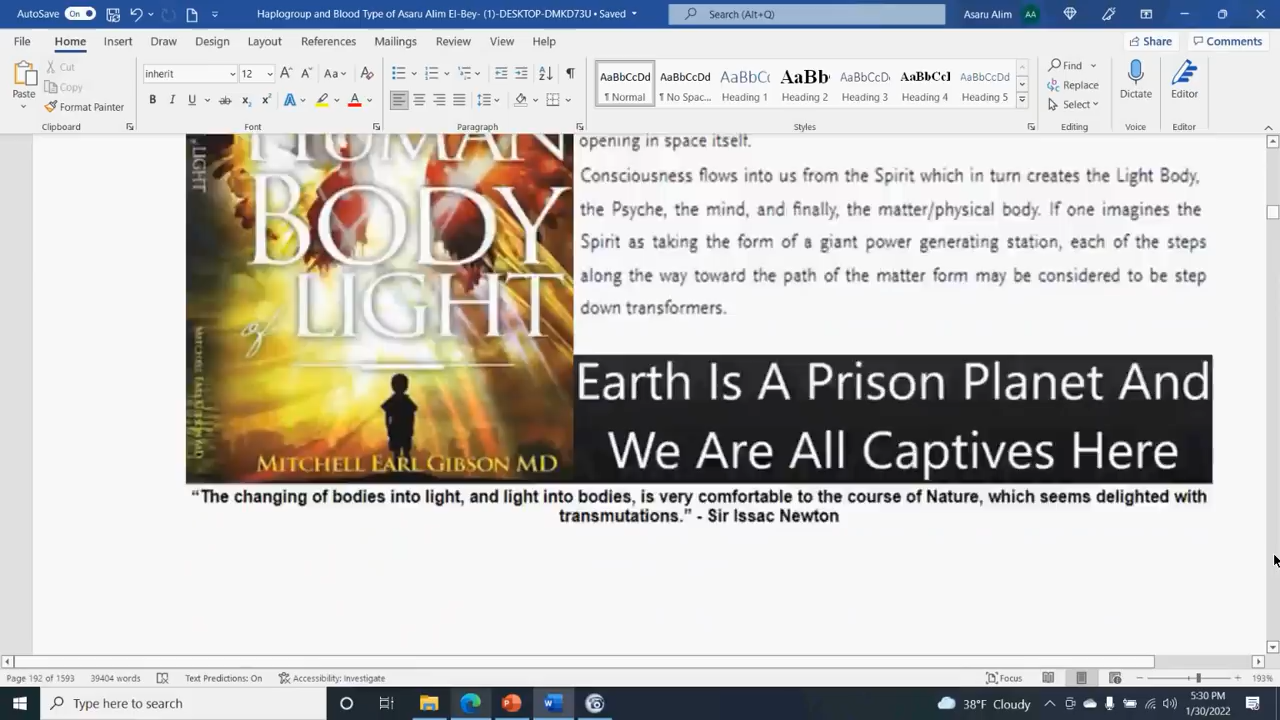 AutoSave On Haplogroup and Body Type of Asaru Alim El-Bey- (1)-DESKTOP-DMKD73U • Saved Search (Alt+Q) Asaru Alim AA
File Home Insert Draw Design Layout References Mailings Review View Help Share Comments
Paste Cut Copy Format Painter
inherit 12
AaBbCcDd AaBbCcDd AaBbCc AaBb AaBbCcD AaBbCcI AaBbCcDd
¶ Normal ¶ No Spac... Heading 1 Heading 2 Heading 3 Heading 4 Heading 5
Find Replace Select Dictate Editor
Clipboard Font Paragraph Styles Editing Voice Editor
HUMAN
BODY
of LIGHT
MITCHELL EARL GIBSON MD
LIGHT
MITCHELL EARL GIBSON MD
opening in space itself.
Consciousness flows into us from the Spirit which in turn creates the Light Body,
the Psyche, the mind, and finally, the matter/physical body. If one imagines the
Spirit as taking the form of a giant power generating station, each of the steps
along the way toward the path of the matter form may be considered to be step
down transformers.
Earth Is A Prison Planet And
We Are All Captives Here
“The changing of bodies into light, and light into bodies, is very comfortable to the course of Nature, which seems delighted with
transmutations.” - Sir Issac Newton
Page 192 of 1593 39404 words Text Predictions: On Accessibility: Investigate Focus 193%
Type here to search 38°F Cloudy 5:30 PM
1/30/2022